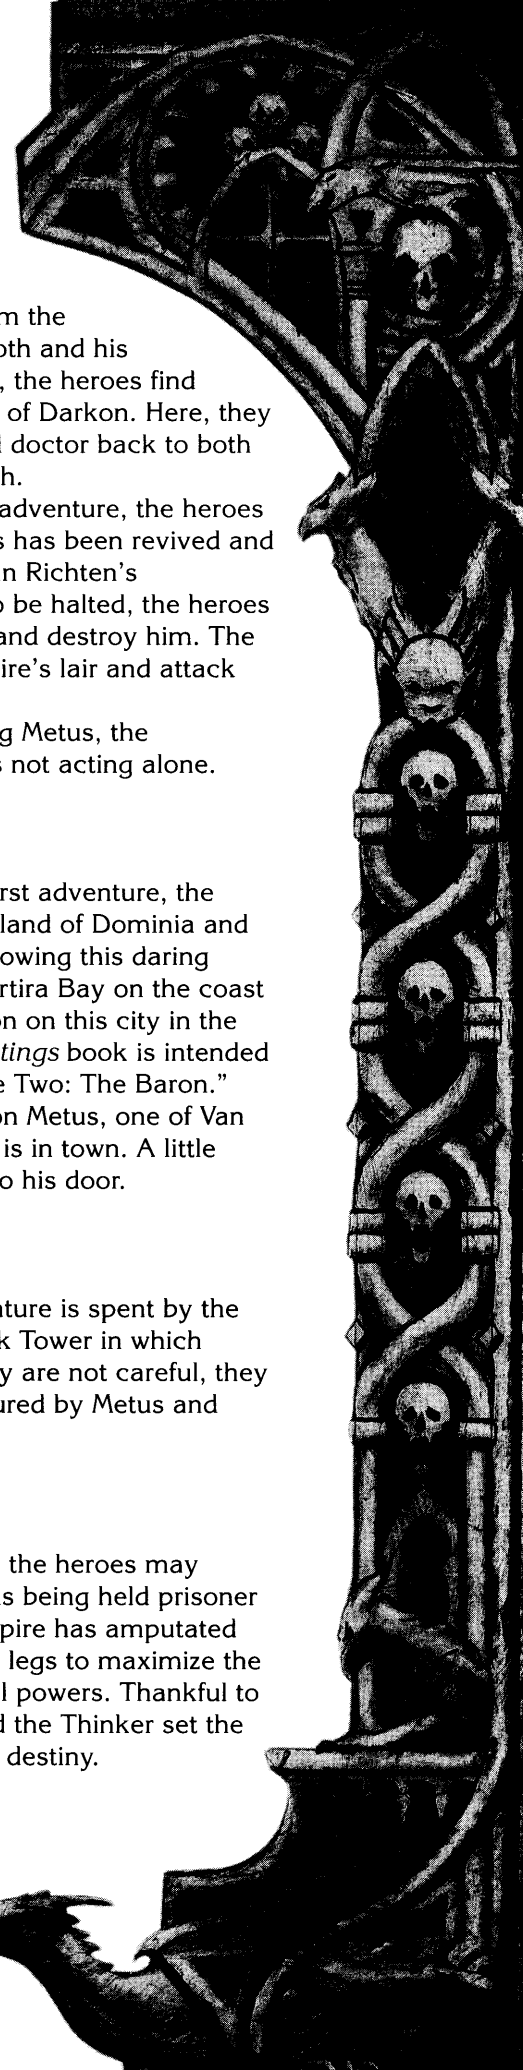 m the
oth and his
, the heroes find
of Darkon. Here, they
l doctor back to both
h.
adventure, the heroes
s has been revived and
n Richten's
o be halted, the heroes
and destroy him. The
ire's lair and attack
g Metus, the
s not acting alone.
rst adventure, the
land of Dominia and
owing this daring
rtira Bay on the coast
on on this city in the
tings book is intended
e Two: The Baron.”
on Metus, one of Van
is in town. A little
o his door.
nture is spent by the
k Tower in which
y are not careful, they
ured by Metus and
the heroes may
is being held prisoner
pire has amputated
legs to maximize the
l powers. Thankful to
d the Thinker set the
destiny.